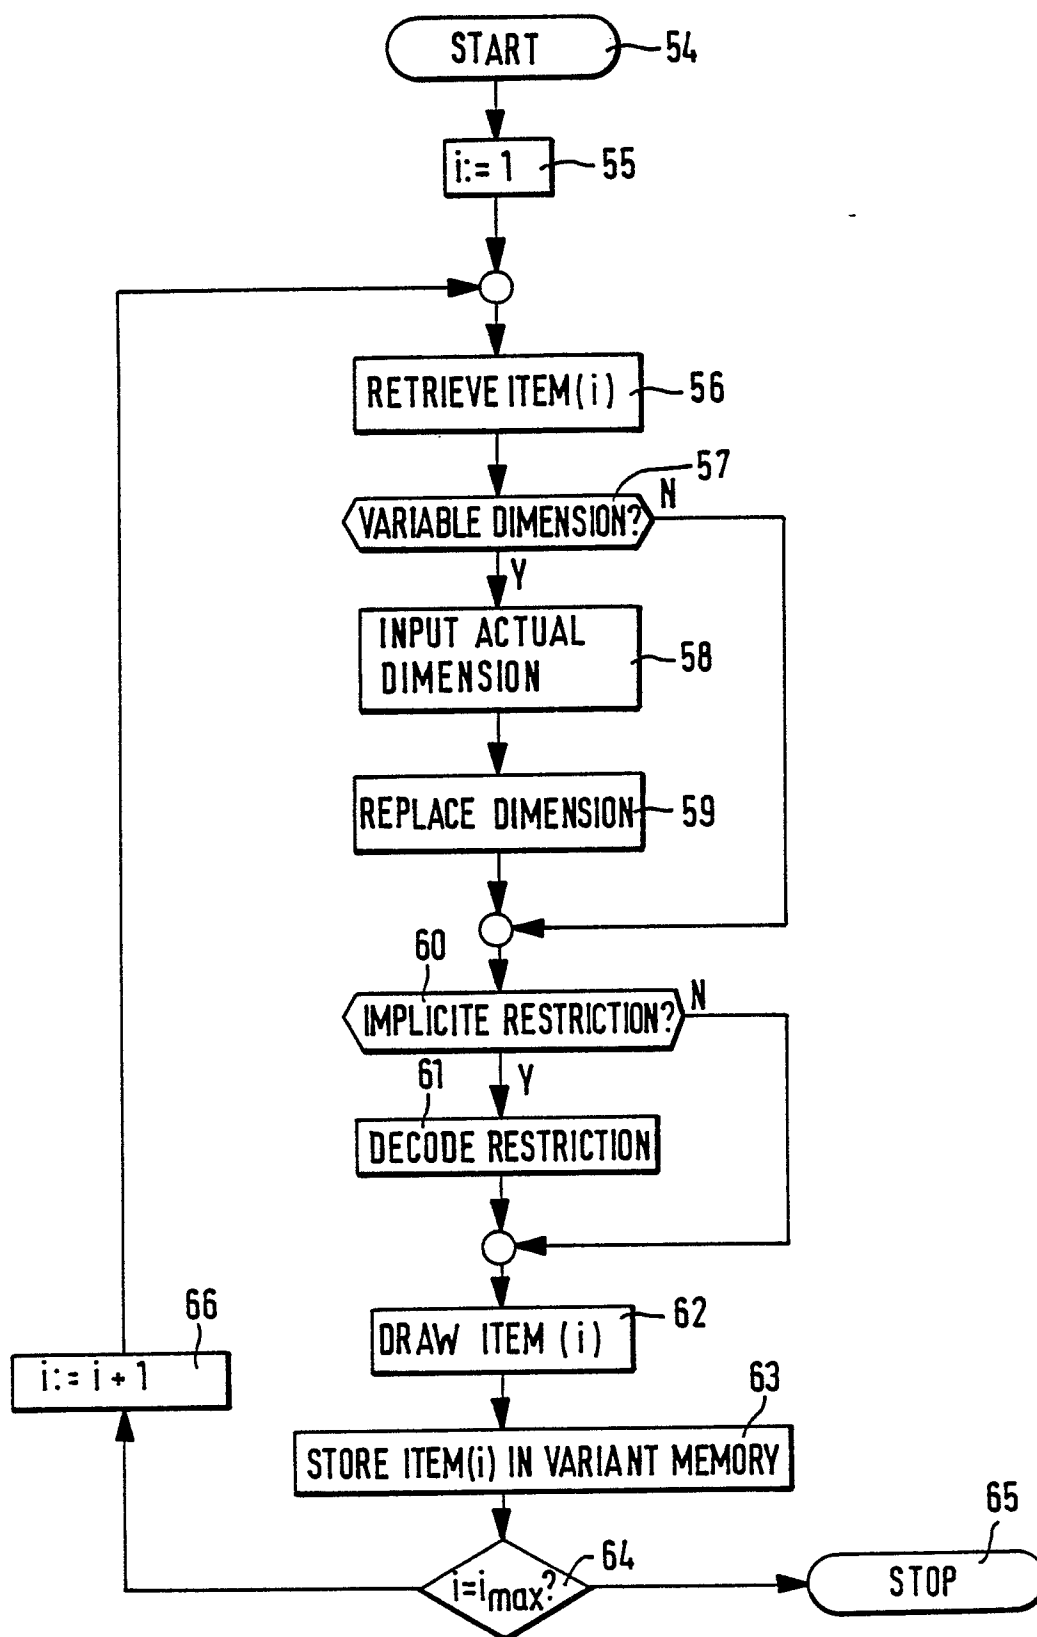 START 54
i:= 1 55
RETRIEVE ITEM(i) 56
57
VARIABLE DIMENSION? N
Y
INPUT ACTUAL
DIMENSION 58
REPLACE DIMENSION 59
60
IMPLICITE RESTRICTION? N
61 Y
DECODE RESTRICTION
DRAW ITEM (i) 62
66
i:= i + 1
63
STORE ITEM(i) IN VARIANT MEMORY
65
i=imax? 64
STOP